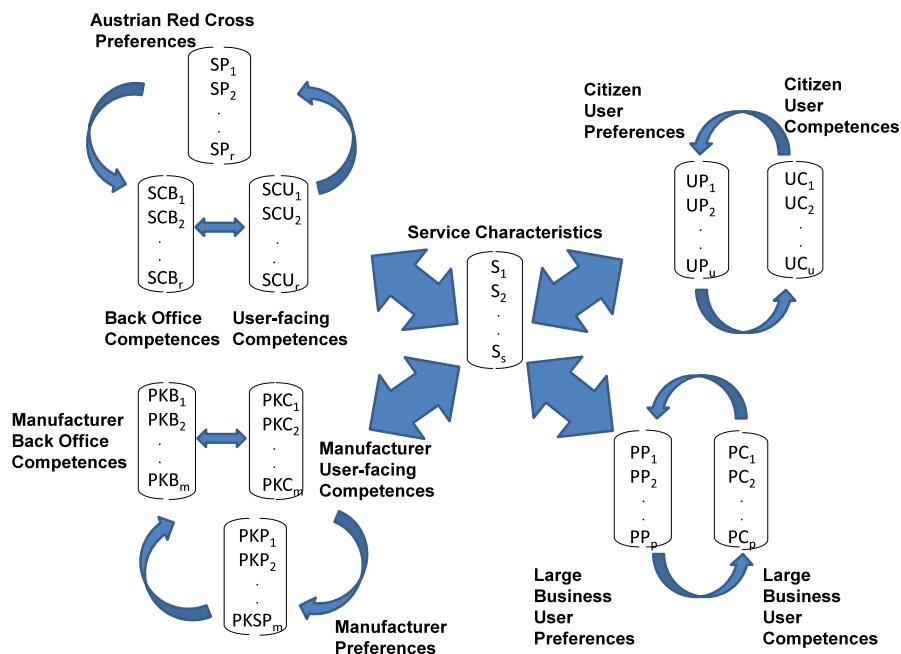 Austrian Red Cross
Preferences
SP1
SP2
.
.
SPr
SCB1
SCB2
.
.
SCBr
SCU1
SCU2
.
.
SCUr
Back Office
Competences
User-facing
Competences
Service Characteristics
S1
S2
.
.
Ss
Citizen
User
Preferences
Citizen
User
Competences
UP1
UP2
.
.
UPu
UC1
UC2
.
.
UCu
Manufacturer
Back Office
Competences
PKB1
PKB2
.
.
PKBm
PKC1
PKC2
.
.
PKCm
Manufacturer
User-facing
Competences
PKP1
PKP2
.
.
PKSPm
Manufacturer
Preferences
PP1
PP2
.
.
PPp
PC1
PC2
.
.
PCp
Large
Business
User
Preferences
Large
Business
User
Competences